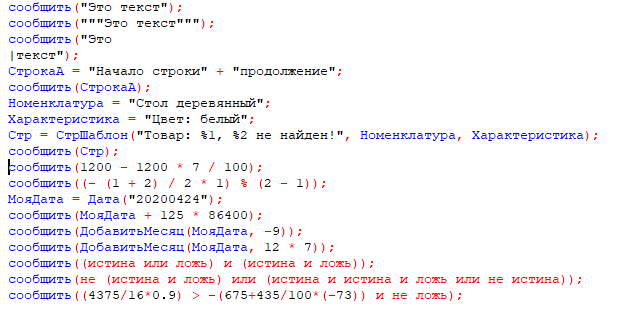 сообщить("Это текст");
сообщить("""Это текст""");
сообщить("Это
|текст");
СтрокаА = "Начало строки" + "продолжение";
сообщить(СтрокаА);
Номенклатура = "Стол деревянный";
Характеристика = "Цвет: белый";
Стр = СтрШаблон("Товар: %1, %2 не найден!", Номенклатура, Характеристика);
сообщить(Стр);
сообщить(1200 - 1200 * 7 / 100);
сообщить((- (1 + 2) / 2 * 1) % (2 - 1));
МояДата = Дата("20200424");
сообщить(МояДата + 125 * 86400);
сообщить(ДобавитьМесяц(МояДата, -9));
сообщить(ДобавитьМесяц(МояДата, 12 * 7));
сообщить((истина или ложь) и (истина и ложь));
сообщить(не (истина и ложь) или (истина и истина и ложь или не истина));
сообщить((4375/16*0.9) > -(675+435/100*(-73)) и не ложь);